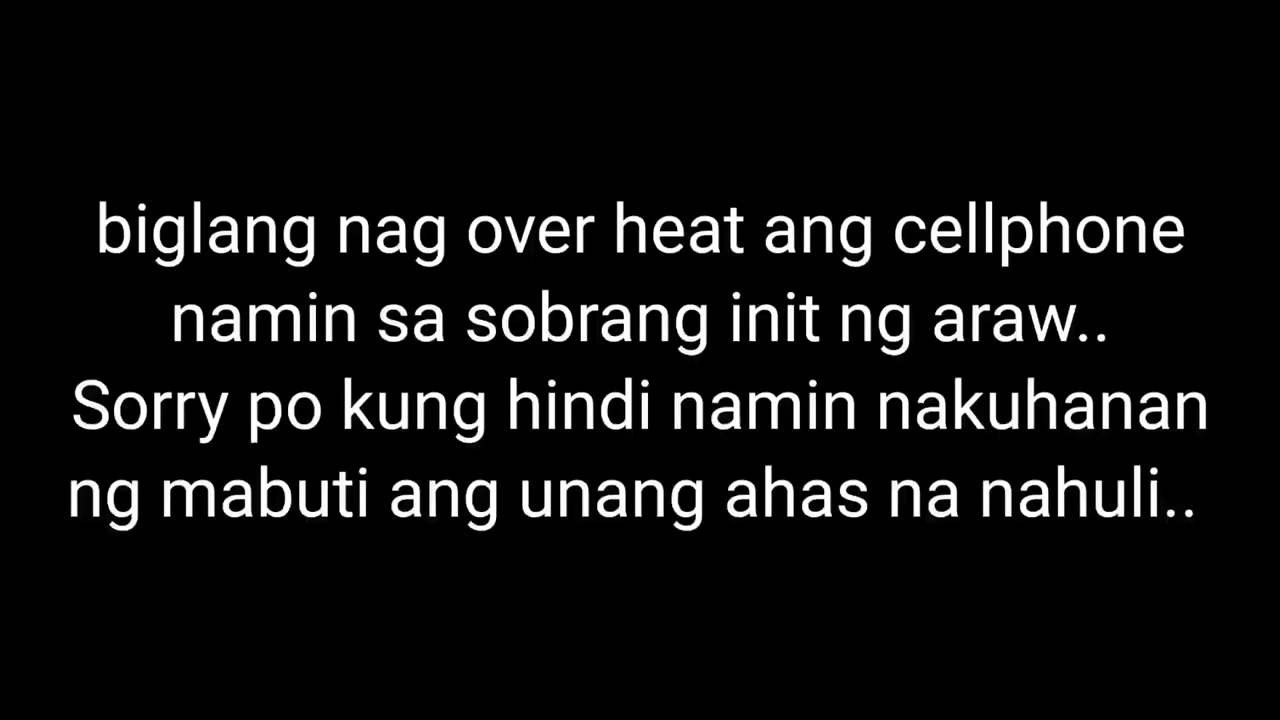 biglang nag over heat ang cellphone
namin sa sobrang init ng araw..
Sorry po kung hindi namin nakuhanan
ng mabuti ang unang ahas na nahuli..